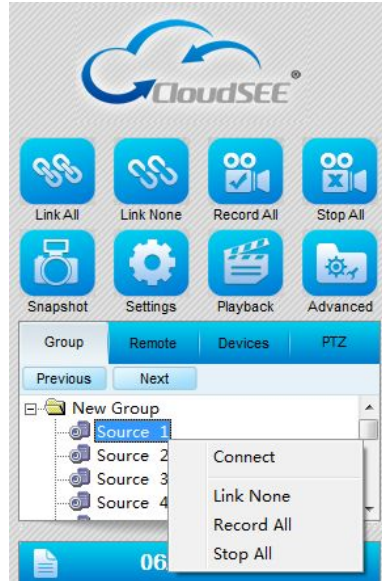 CloudSEE®
Link All Link None Record All Stop All
Snapshot Settings Playback Advanced
Group Remote Devices PTZ
Previous Next
New Group
Source 1
Source 2
Source 3
Source 4
Connect
Link None
Record All
Stop All
06